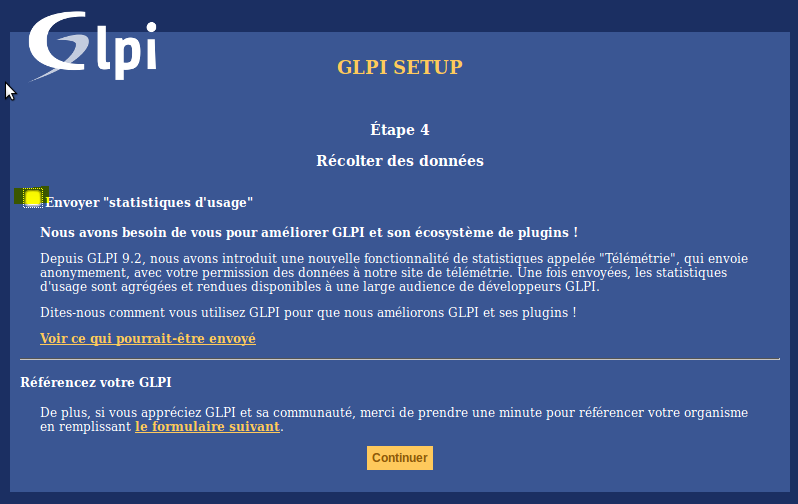 Glpi
GLPI SETUP
Étape 4
Récolter des données
Envoyer "statistiques d'usage"
Nous avons besoin de vous pour améliorer GLPI et son écosystème de plugins !
Depuis GLPI 9.2, nous avons introduit une nouvelle fonctionnalité de statistiques appelée "Télémétrie", qui envoie
anonymement, avec votre permission des données à notre site de télémétrie. Une fois envoyées, les statistiques
d'usage sont agrégées et rendues disponibles à une large audience de développeurs GLPI.
Dites-nous comment vous utilisez GLPI pour que nous améliorons GLPI et ses plugins !
Voir ce qui pourrait-être envoyé
Référencez votre GLPI
De plus, si vous appréciez GLPI et sa communauté, merci de prendre une minute pour référencer votre organisme
en remplissant le formulaire suivant.
Continuer